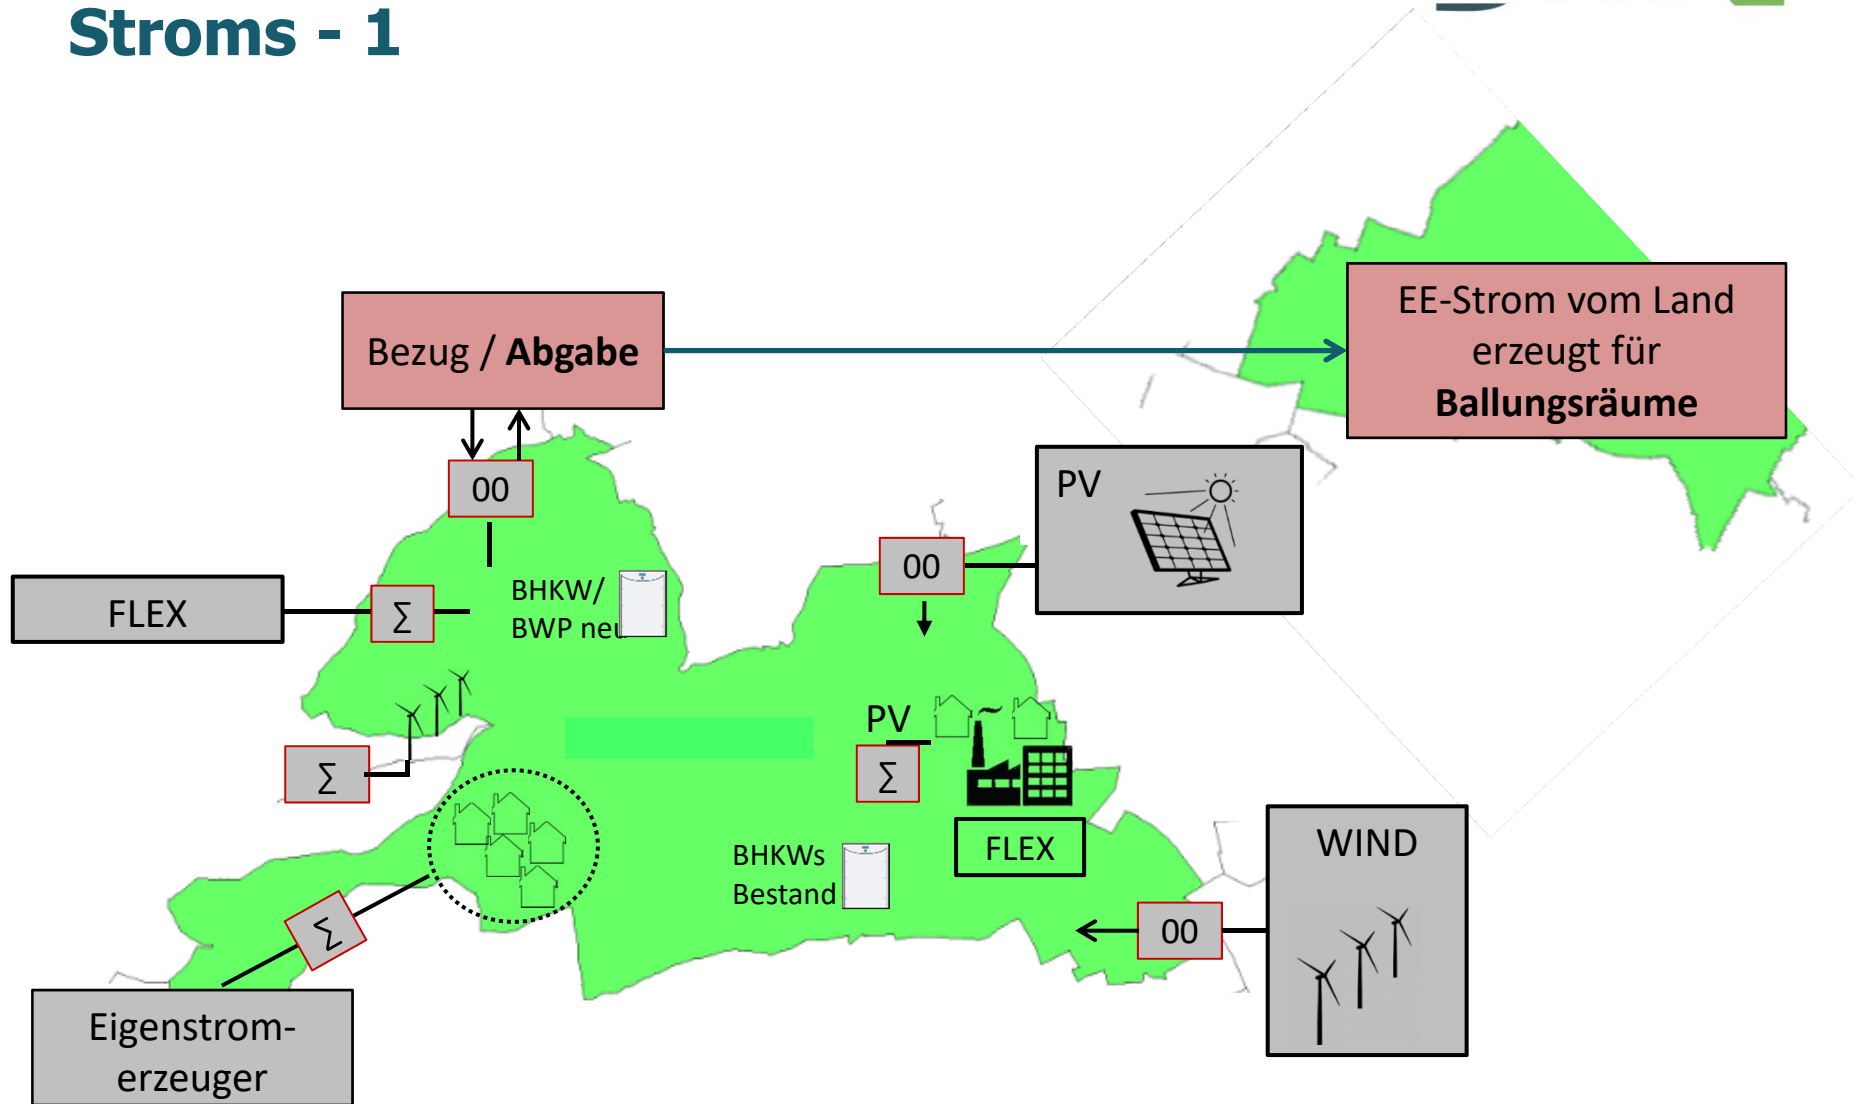 Stroms - 1
Bezug / Abgabe
EE-Strom vom Land
erzeugt für
Ballungsräume
00
PV
00
FLEX
∑
BHKW/
BWP neu
PV
∑
∑
FLEX
BHKWs
Bestand
WIND
00
∑
Eigenstrom-
erzeuger